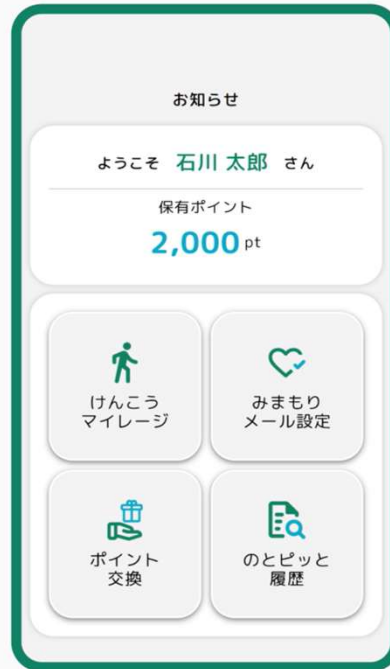 お知らせ
ようこそ 石川 太郎 さん
保有ポイント
2,000 pt
けんこう
マイレージ
みまもり
メール設定
ポイント
交換
のとピッと
履歴